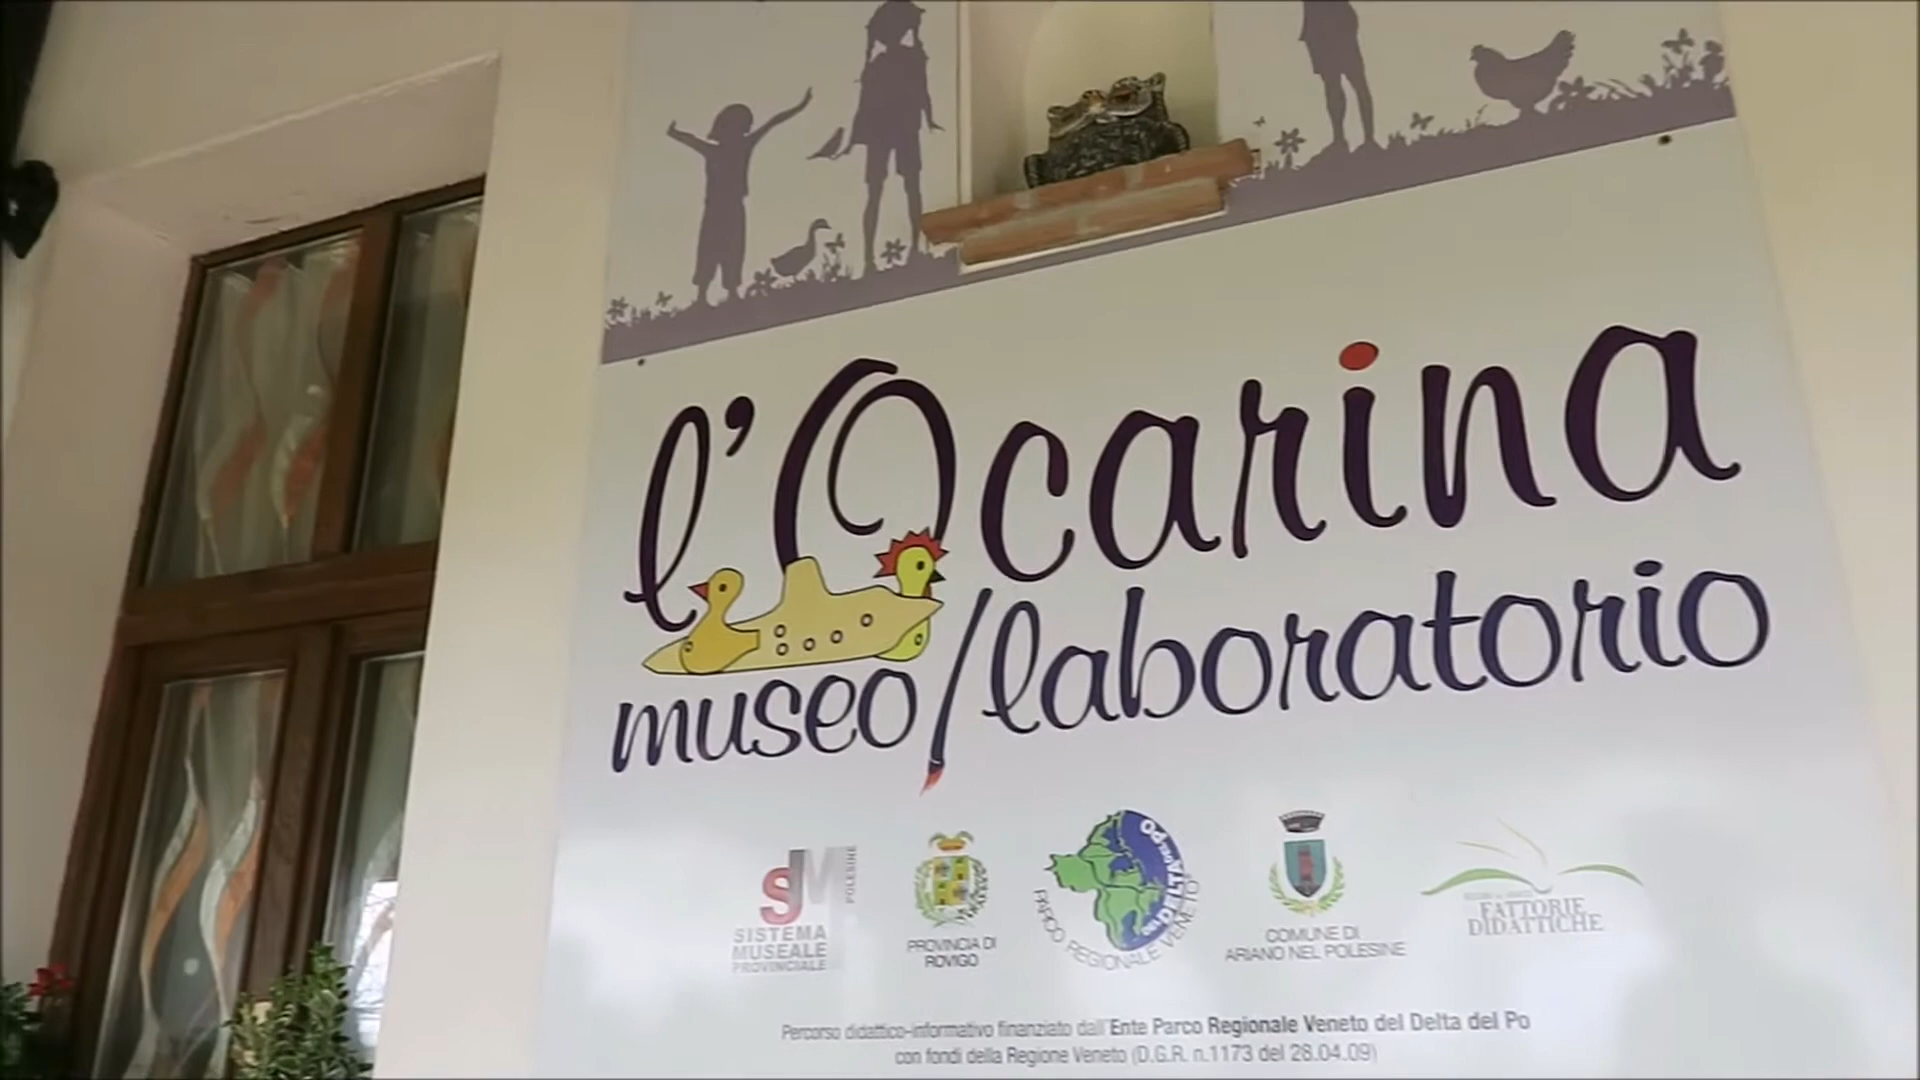 l'Ocarina
museo/laboratorio
SM
POLESINE
SISTEMA
MUSEALE
PROVINCIALE
PROVINCIA DI
ROVIGO
PARCO REGIONALE VENETO
DEL DELTA DEL PO
COMUNE DI
ARIANO NEL POLESINE
FATTORIE
DIDATTICHE
Percorso didattico-informativo finanziato dall'Ente Parco Regionale Veneto del Delta del Po
con fondi della Regione Veneto (D.G.R. n.1173 del 28.04.09)